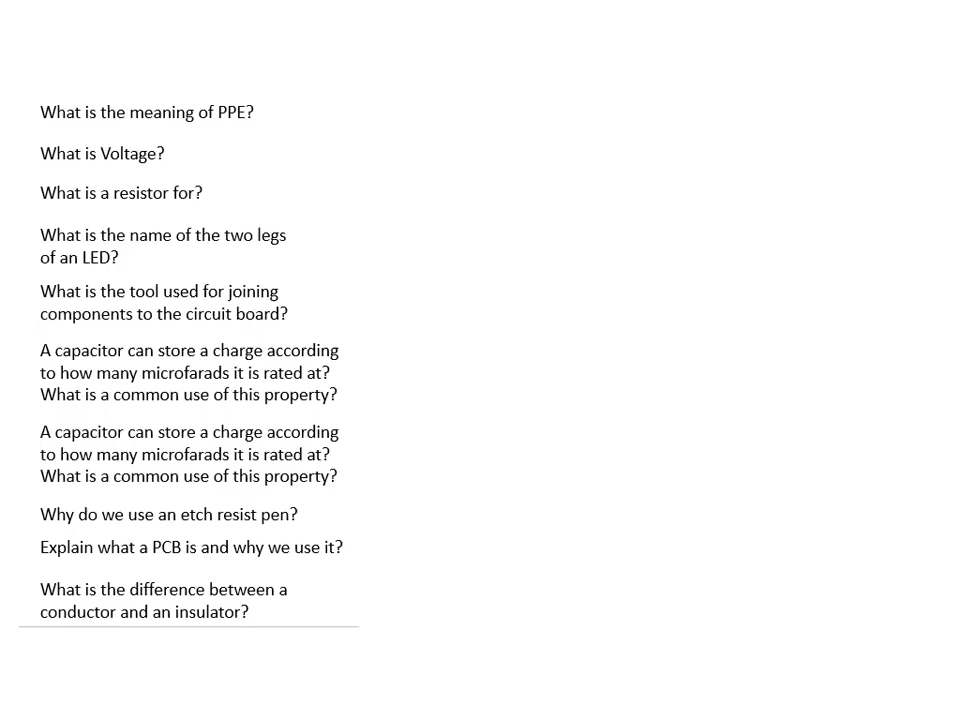 What is the meaning of PPE?
What is Voltage?
What is a resistor for?
What is the name of the two legs
of an LED?
What is the tool used for joining
components to the circuit board?
A capacitor can store a charge according
to how many microfarads it is rated at?
What is a common use of this property?
A capacitor can store a charge according
to how many microfarads it is rated at?
What is a common use of this property?
Why do we use an etch resist pen?
Explain what a PCB is and why we use it?
What is the difference between a
conductor and an insulator?